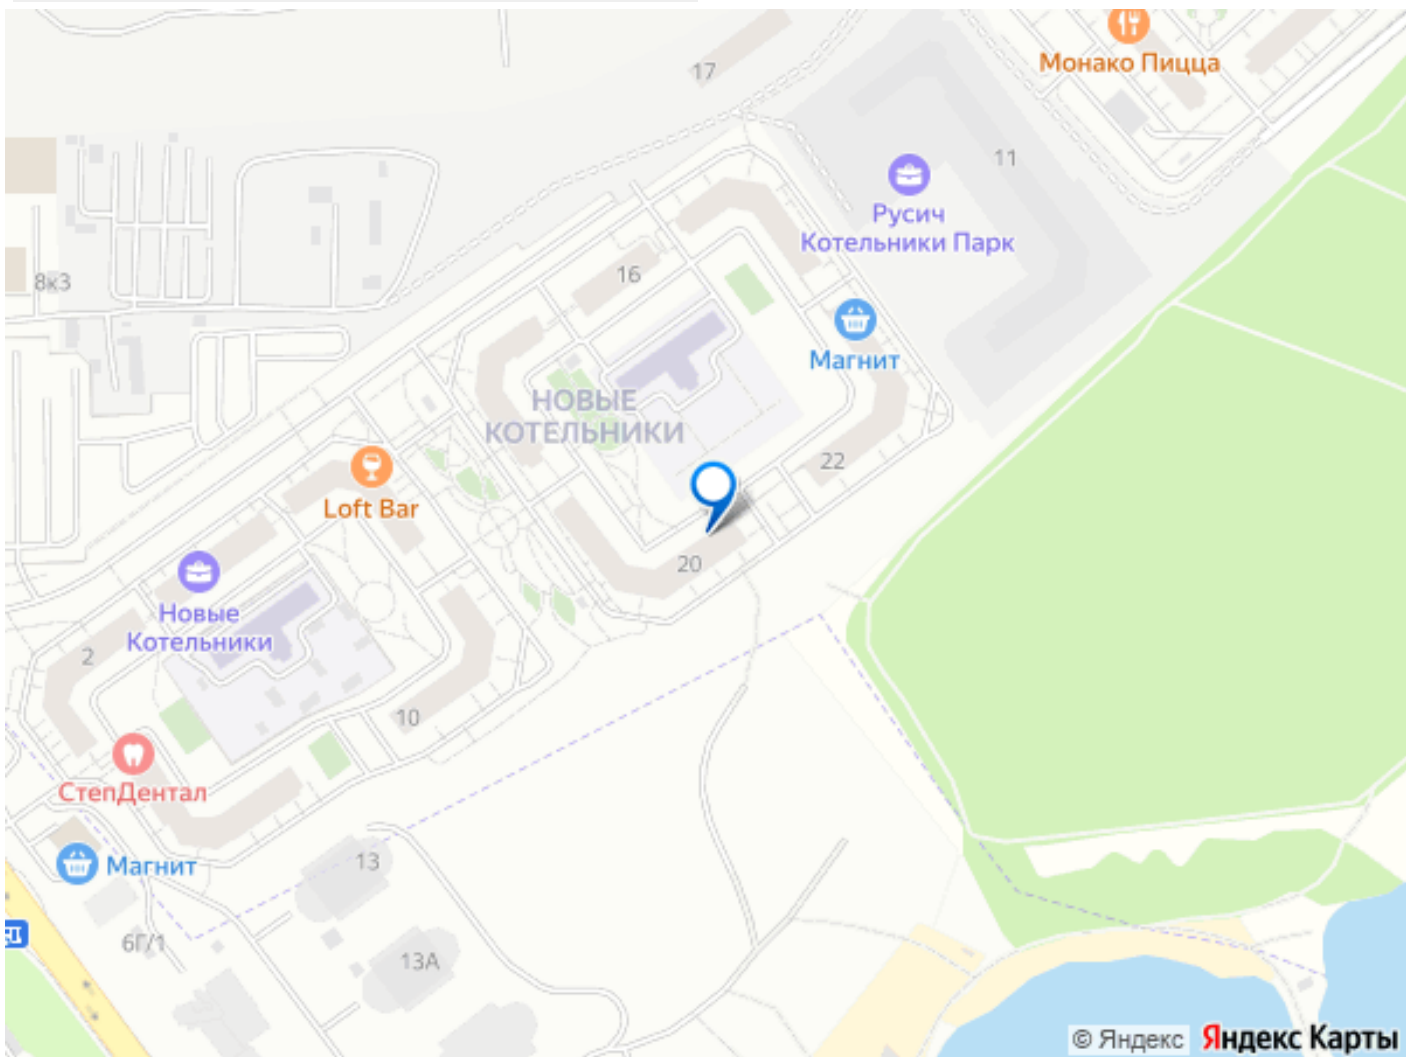 Монако Пицца
17
11
Русич
Котельники Парк
16
8к3
Магнит
НОВЫЕ
КОТЕЛЬНИКИ
22
Loft Bar
20
Новые
Котельники
2
10
СтепДентал
Магнит
13
6Г/1
13А
© Яндекс
Яндекс Карты